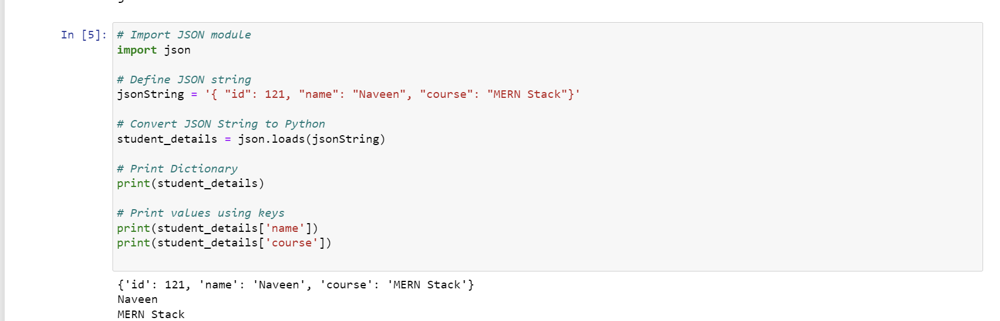 In [5]: # Import JSON module
import json
# Define JSON string
jsonString = '{ "id": 121, "name": "Naveen", "course": "MERN Stack"}'
# Convert JSON String to Python
student_details = json.loads(jsonString)
# Print Dictionary
print(student_details)
# Print values using keys
print(student_details['name'])
print(student_details['course'])
{'id': 121, 'name': 'Naveen', 'course': 'MERN Stack'}
Naveen
MERN Stack